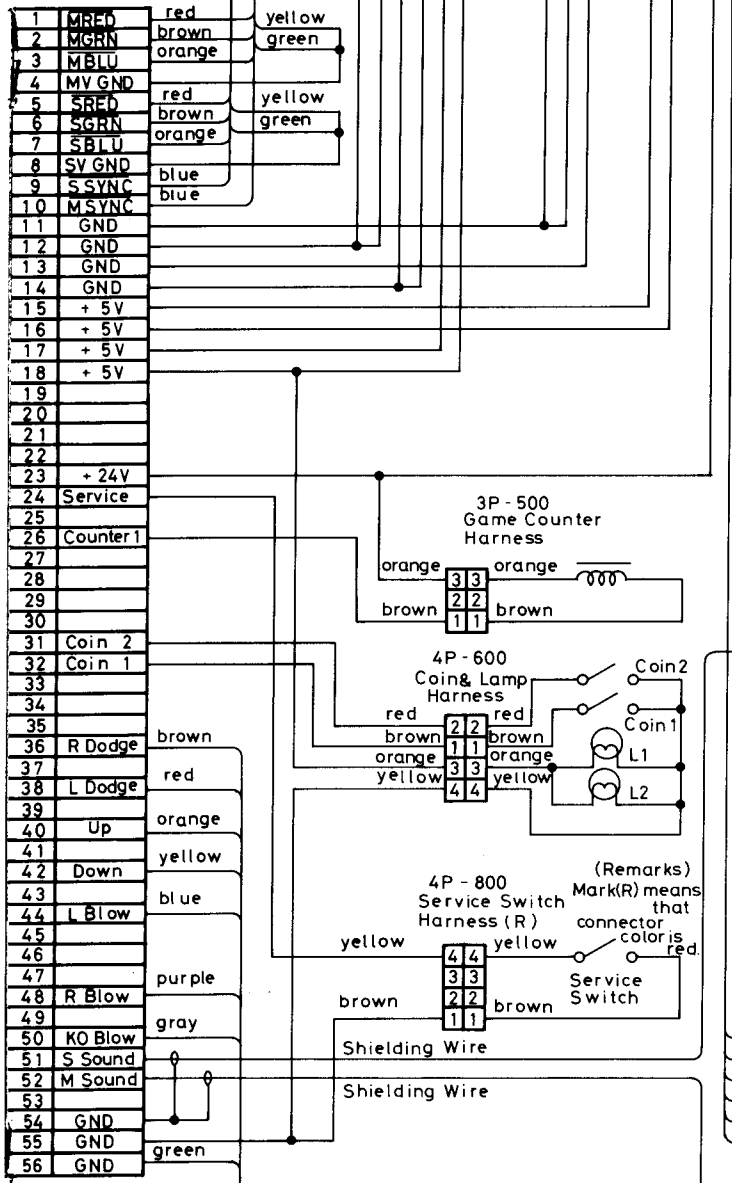 1 MRED red yellow
2 MGRN brown green
3 MBLU orange
4 MV GND
5 SRED red yellow
6 SGRN brown green
7 SBLU orange
8 SV GND
9 S SYNC blue
10 M SYNC blue
11 GND
12 GND
13 GND
14 GND
15 + 5V
16 + 5V
17 + 5V
18 + 5V
19
20
21
22
23 + 24V
24 Service
25
26 Counter 1
27
28
29
30
31 Coin 2
32 Coin 1
33
34
35
36 R Dodge brown
37
38 L Dodge red
39
40 Up orange
41
42 Down yellow
43
44 L Blow blue
45
46
47
48 R Blow purple
49
50 KO Blow gray
51 S Sound
52 M Sound
53
54 GND
55 GND
56 GND green
3P - 500
Game Counter
Harness
orange 3 3 orange
2 2
brown 1 1 brown
4P - 600
Coin & Lamp
Harness
Coin2
red 2 2 red
Coin1
brown 1 1 brown
orange 3 3 orange
L1
yellow 4 4 yellow
L2
4P - 800
Service Switch
Harness (R)
(Remarks)
Mark(R) means
that
connector
color is
red.
yellow 4 4 yellow
3 3
2 2
brown 1 1 brown
Service
Switch
Shielding Wire
Shielding Wire